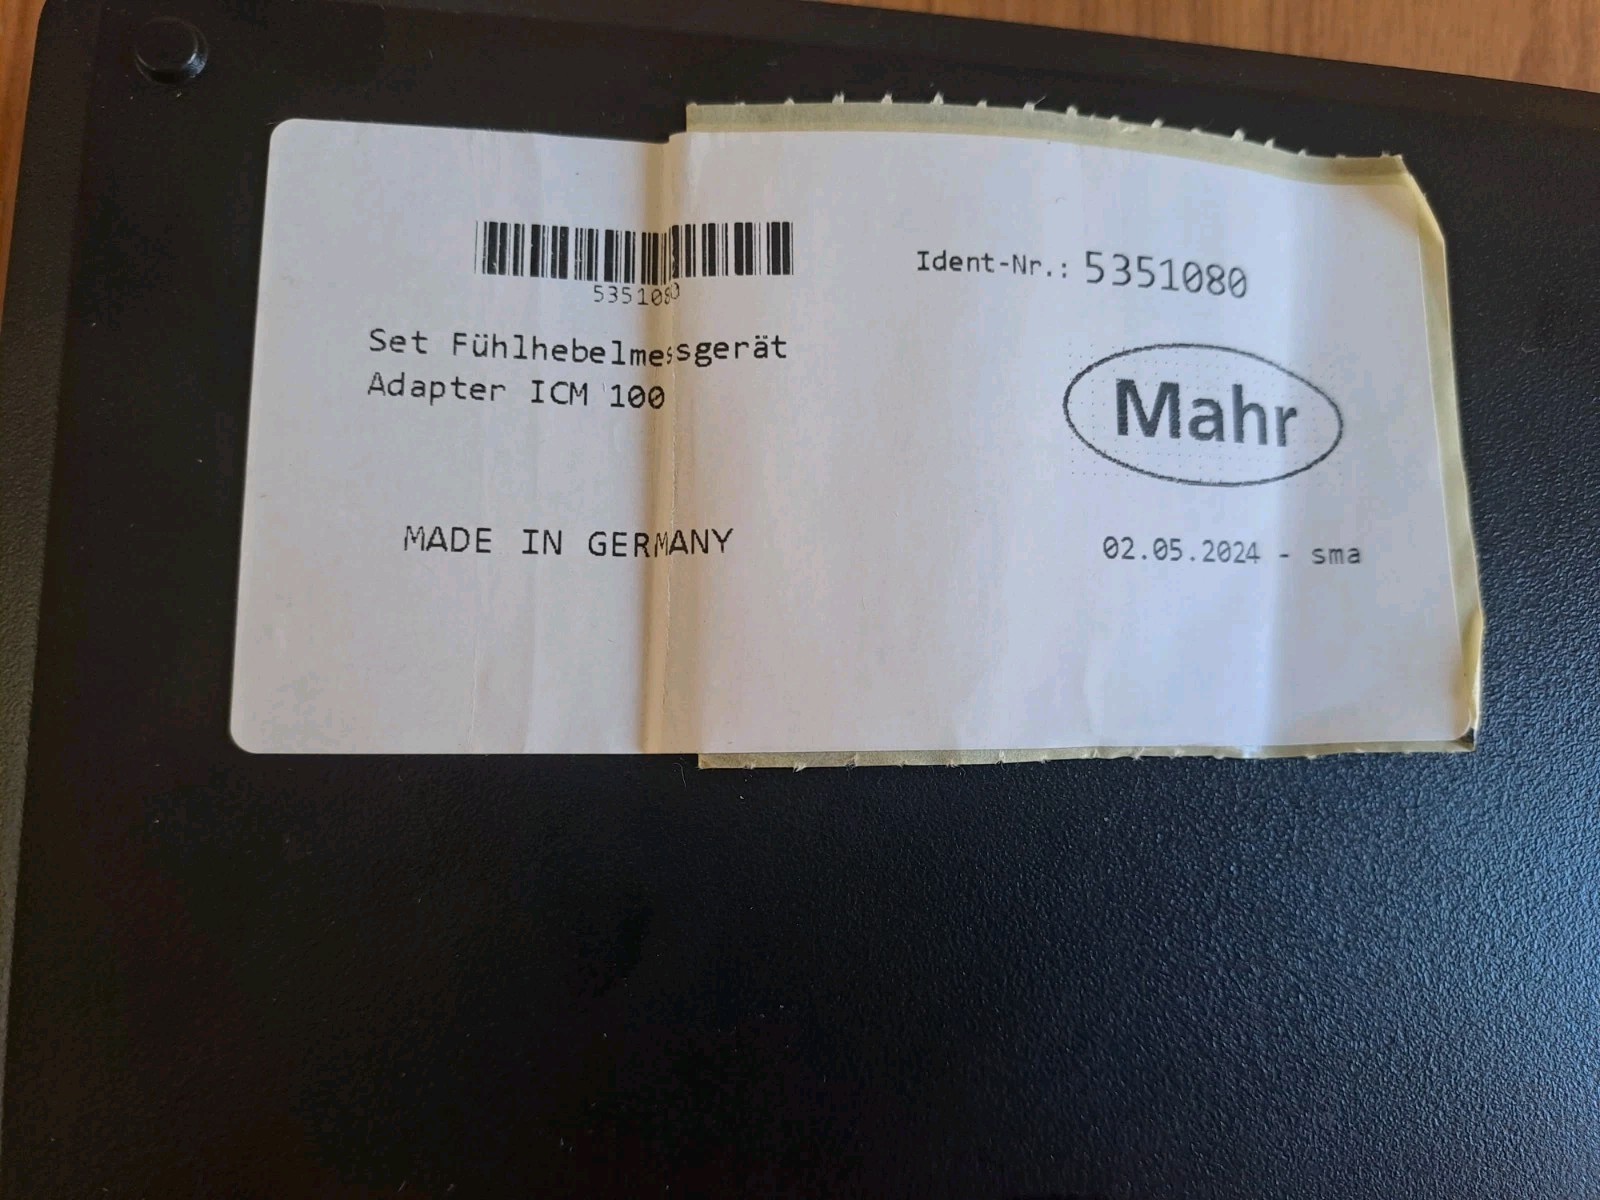 5351080
Set Fühlhebelmessgerät
Adapter ICM 100
MADE IN GERMANY
Ident-Nr.: 5351080
Mahr
02.05.2024 - sma